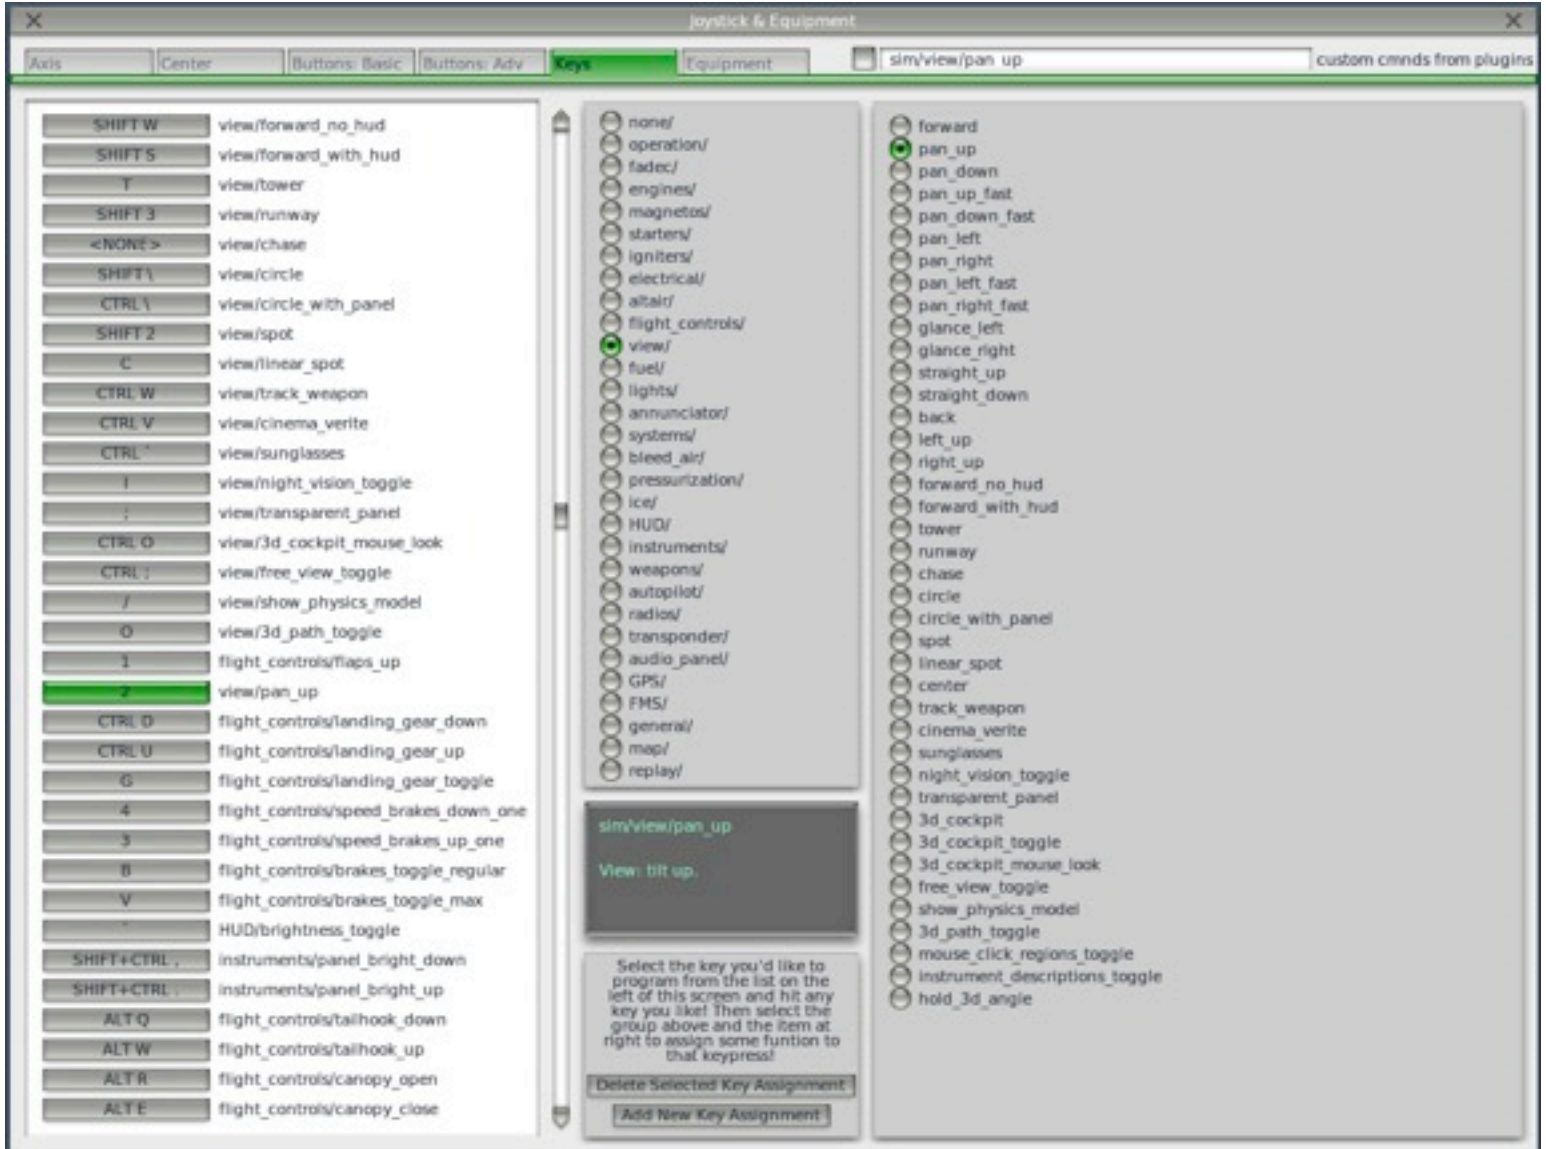 Joystick & Equipment
Axis
Center
Buttons: Basic
Buttons: Adv
Keys
Equipment
sim/view/pan_up
custom cmnds from plugins
SHIFT W view/forward_no_hud
SHIFT S view/forward_with_hud
T view/tower
SHIFT 3 view/runway
<NONE> view/chase
SHIFT \ view/circle
CTRL \ view/circle_with_panel
SHIFT 2 view/spot
C view/linear_spot
CTRL W view/track_weapon
CTRL V view/cinema_verite
CTRL ` view/sunglasses
I view/night_vision_toggle
; view/transparent_panel
CTRL O view/3d_cockpit_mouse_look
CTRL ; view/free_view_toggle
/ view/show_physics_model
O view/3d_path_toggle
1 flight_controls/flaps_up
2 view/pan_up
CTRL D flight_controls/landing_gear_down
CTRL U flight_controls/landing_gear_up
G flight_controls/landing_gear_toggle
4 flight_controls/speed_brakes_down_one
3 flight_controls/speed_brakes_up_one
B flight_controls/brakes_toggle_regular
V flight_controls/brakes_toggle_max
HUD/brightness_toggle
SHIFT+CTRL , instruments/panel_bright_down
SHIFT+CTRL . instruments/panel_bright_up
ALT Q flight_controls/tailhook_down
ALT W flight_controls/tailhook_up
ALT R flight_controls/canopy_open
ALT E flight_controls/canopy_close
none/
operation/
fadec/
engines/
magnetos/
starters/
igniters/
electrical/
altair/
flight_controls/
view/
fuel/
lights/
annunciator/
systems/
bleed_air/
pressurization/
ice/
HUD/
instruments/
weapons/
autopilot/
radios/
transponder/
audio_panel/
GPS/
FMS/
general/
map/
replay/
sim/view/pan_up
View: tilt up.
Select the key you'd like to
program from the list on the
left of this screen and hit any
key you like! Then select the
group above and the item at
right to assign some funtion to
that keypress!
Delete Selected Key Assignment
Add New Key Assignment
forward
pan_up
pan_down
pan_up_fast
pan_down_fast
pan_left
pan_right
pan_left_fast
pan_right_fast
glance_left
glance_right
straight_up
straight_down
back
left_up
right_up
forward_no_hud
forward_with_hud
tower
runway
chase
circle
circle_with_panel
spot
linear_spot
center
track_weapon
cinema_verite
sunglasses
night_vision_toggle
transparent_panel
3d_cockpit
3d_cockpit_toggle
3d_cockpit_mouse_look
free_view_toggle
show_physics_model
3d_path_toggle
mouse_click_regions_toggle
instrument_descriptions_toggle
hold_3d_angle